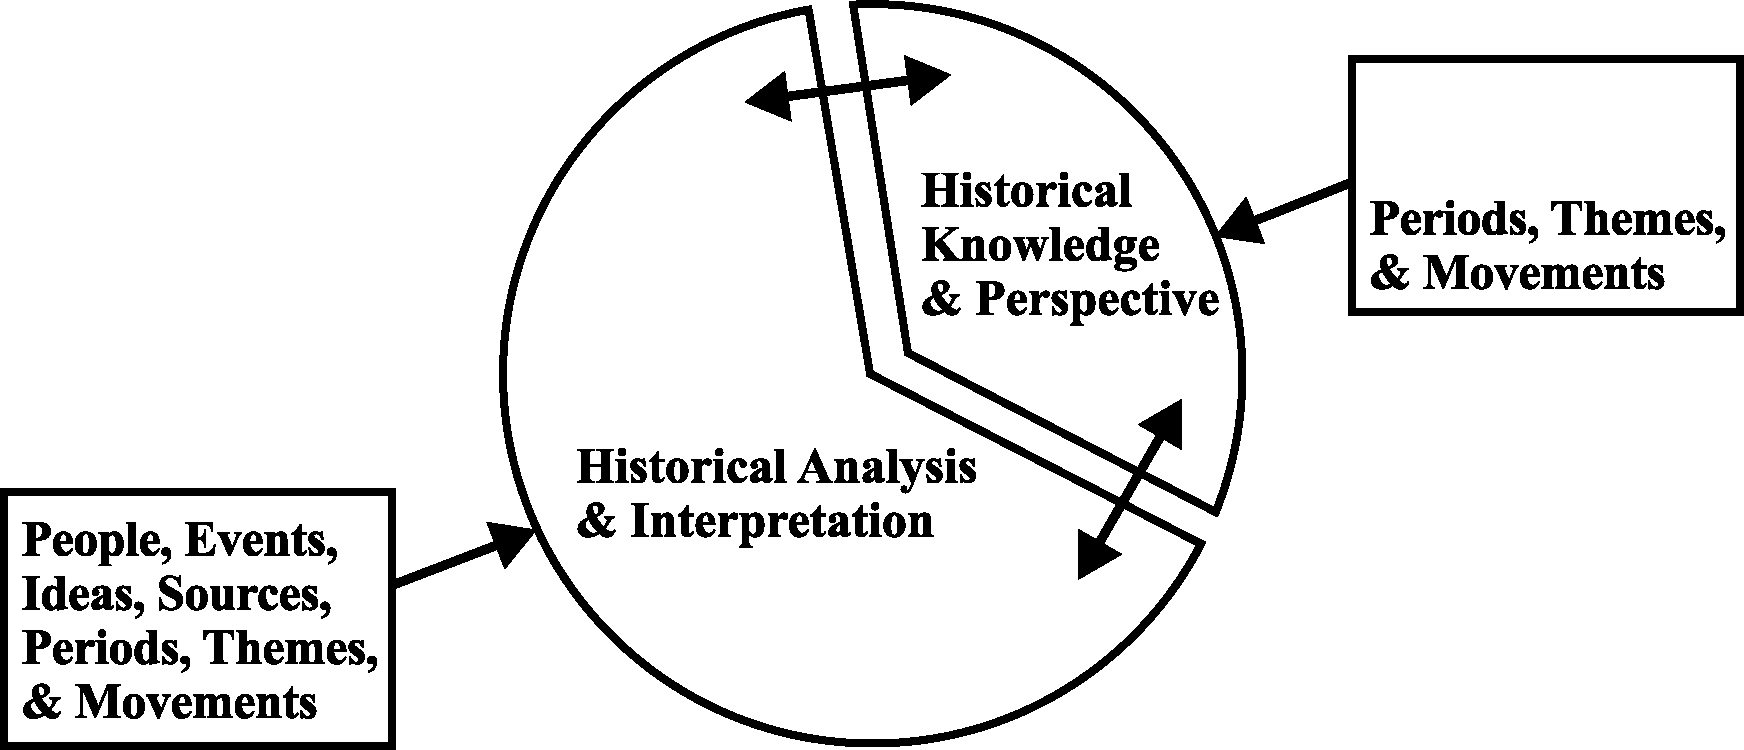 Historical
Knowledge
& Perspective
Periods, Themes,
& Movements
Historical Analysis
& Interpretation
People, Events,
Ideas, Sources,
Periods, Themes,
& Movements